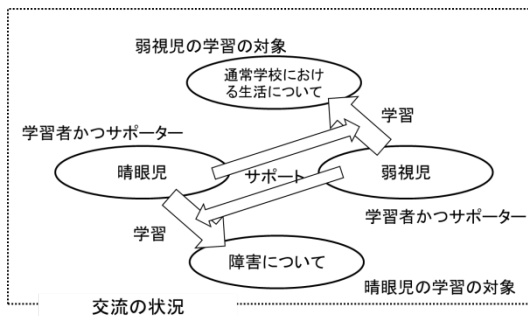 弱視児の学習の対象
通常学校におけ
る生活について
学習
学習者かつサポーター
晴眼児
サポート
弱視児
学習者かつサポーター
学習
障害について
晴眼児の学習の対象
交流の状況